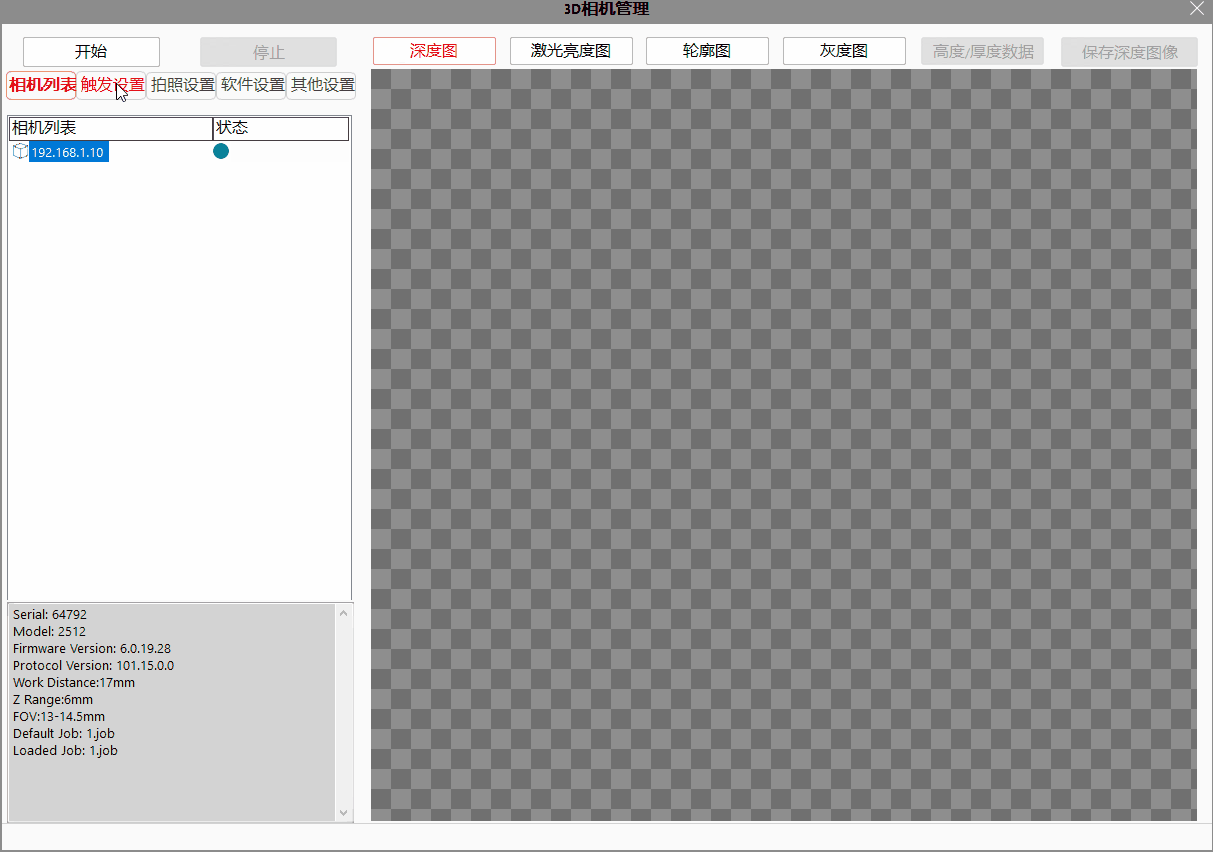 3D相机管理
开始 停止 深度图 激光亮度图 轮廓图 灰度图 高度/厚度数据 保存深度图像
相机列表 触发设置 拍照设置 软件设置 其他设置
相机列表 状态
192.168.1.10
Serial: 64792
Model: 2512
Firmware Version: 6.0.19.28
Protocol Version: 101.15.0.0
Work Distance:17mm
Z Range:6mm
FOV:13-14.5mm
Default Job: 1.job
Loaded Job: 1.job